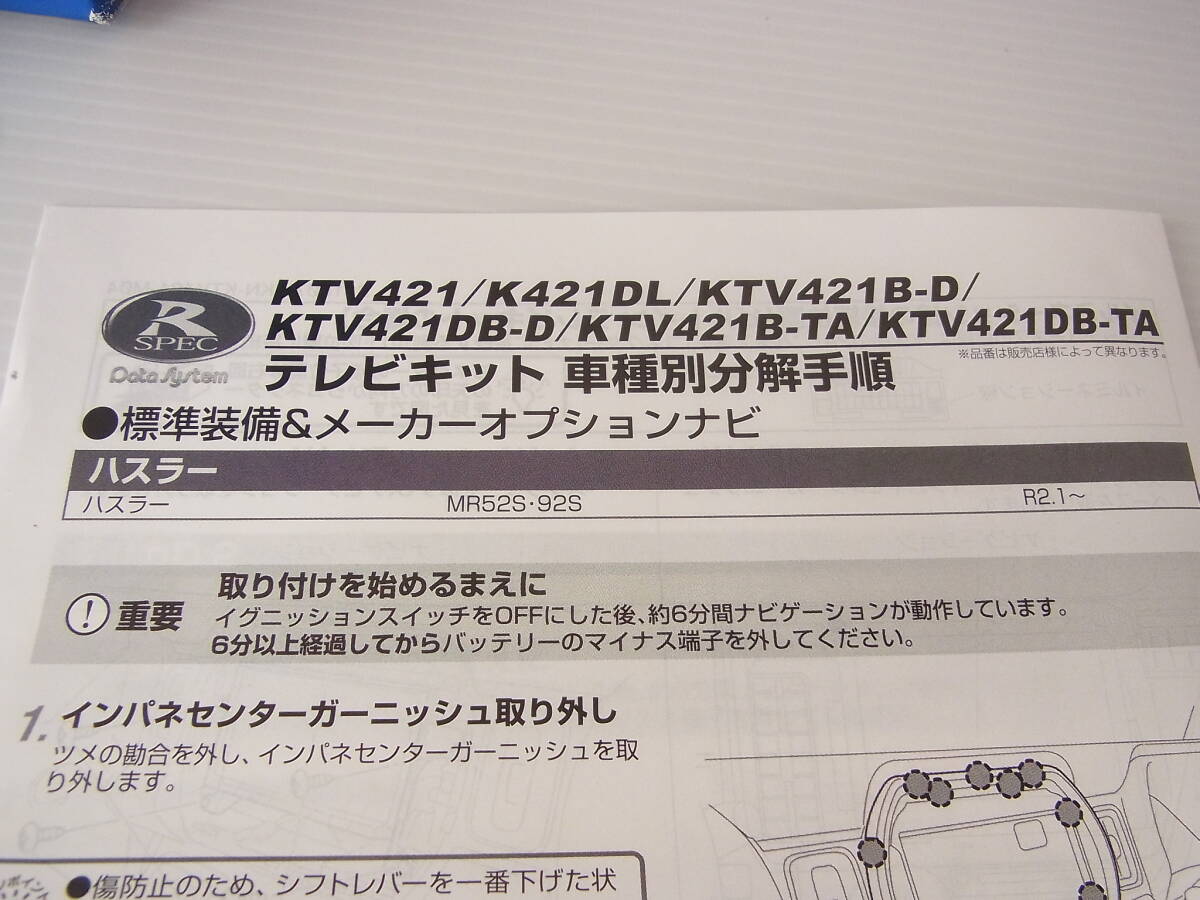 R
SPEC
Data System
KTV421/K421DL/KTV421B-D/
KTV421DB-D/KTV421B-TA/KTV421DB-TA
※品番は販売店様によって異なります。
テレビキット 車種別分解手順
●標準装備&メーカーオプションナビ
ハスラー
ハスラー MR52S・92S R2.1~
! 重要
取り付けを始めるまえに
イグニッションスイッチをOFFにした後、約6分間ナビゲーションが動作しています。
6分以上経過してからバッテリーのマイナス端子を外してください。
1. インパネセンターガーニッシュ取り外し
ツメの勘合を外し、インパネセンターガーニッシュを取
り外します。
●傷防止のため、シフトレバーを一番下げた状